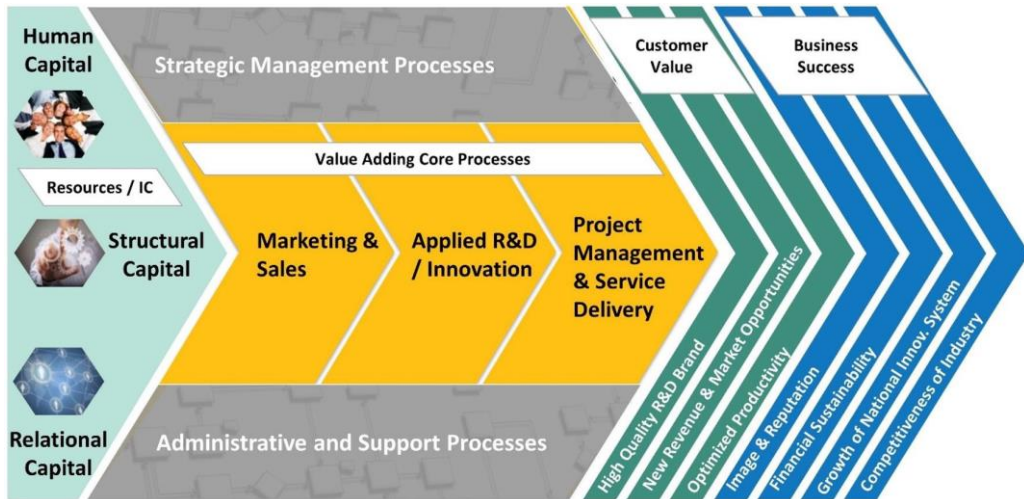 Human
Capital
Resources / IC
Structural
Capital
Relational
Capital
Strategic Management Processes
Value Adding Core Processes
Marketing &
Sales
Applied R&D
/ Innovation
Project
Management
& Service
Delivery
Administrative and Support Processes
Customer
Value
High Quality R&D Brand
New Revenue & Market Opportunities
Optimized Productivity
Business
Success
Image & Reputation
Financial Sustainability
Growth of National Innov. System
Competitiveness of Industry